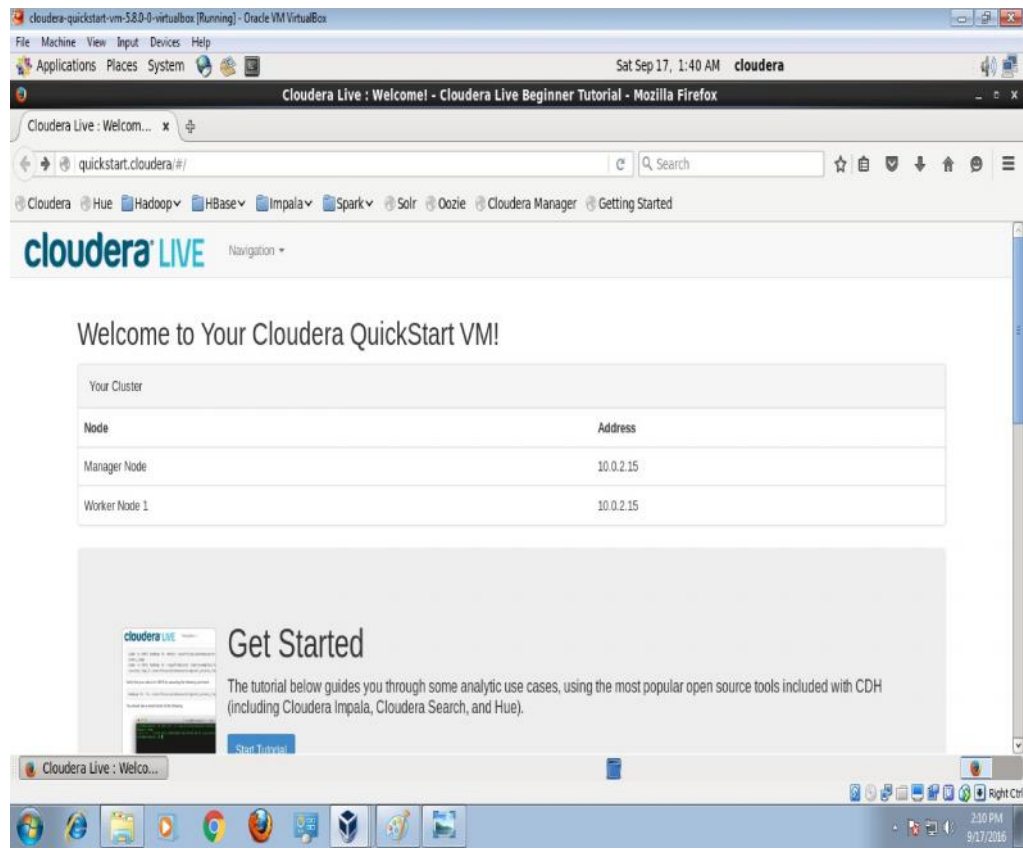 cloudera-quickstart-vm-5.8.0-0-virtualbox [Running] - Oracle VM VirtualBox
File Machine View Input Devices Help
Applications Places System
Sat Sep 17, 1:40 AM cloudera
Cloudera Live : Welcome! - Cloudera Live Beginner Tutorial - Mozilla Firefox
Cloudera Live : Welcom...
quickstart.cloudera/#/
Search
Cloudera Hue Hadoop HBase Impala Spark Solr Oozie Cloudera Manager Getting Started
cloudera LIVE Navigation
Welcome to Your Cloudera QuickStart VM!
Your Cluster
Node Address
Manager Node 10.0.2.15
Worker Node 1 10.0.2.15
cloudera LIVE
Get Started
The tutorial below guides you through some analytic use cases, using the most popular open source tools included with CDH
(including Cloudera Impala, Cloudera Search, and Hue).
Start Tutorial
Cloudera Live : Welco...
Right Ctrl
2:10 PM
9/17/2016